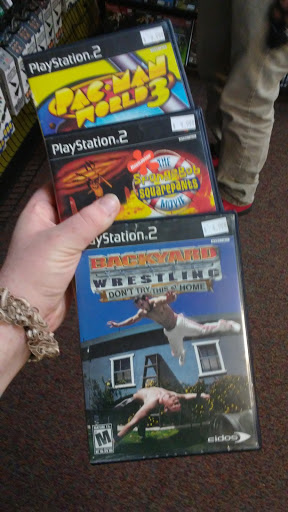 PlayStation.2
PAC-MAN
WORLD 3
PlayStation.2
NICKELODEON
THE
SPONGEBOB
SQUAREPANTS
MOVIE
PlayStation.2
BACKYARD
WRESTLING
DON'T TRY THIS AT HOME
M
eidos